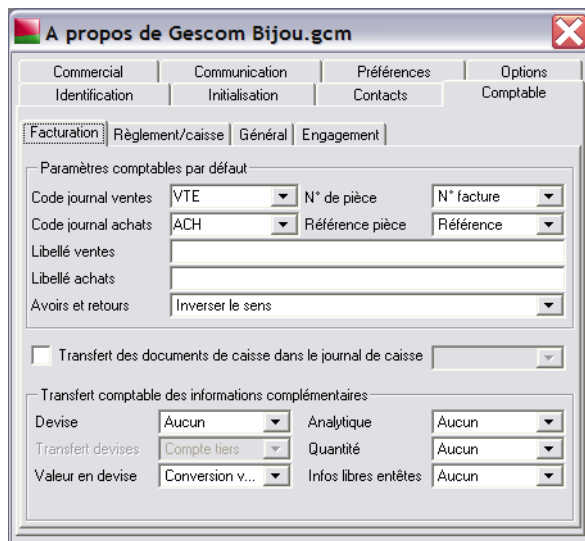 A propos de Gescom Bijou.gcm
Commercial Communication Préférences Options
Identification Initialisation Contacts Comptable
Facturation Règlement/caisse Général Engagement
Paramètres comptables par défaut
Code journal ventes VTE N° de pièce N° facture
Code journal achats ACH Référence pièce Référence
Libellé ventes
Libellé achats
Avoirs et retours Inverser le sens
Transfert des documents de caisse dans le journal de caisse
Transfert comptable des informations complémentaires
Devise Aucun Analytique Aucun
Transfert devises Compte tiers Quantité Aucun
Valeur en devise Conversion v... Infos libres entêtes Aucun